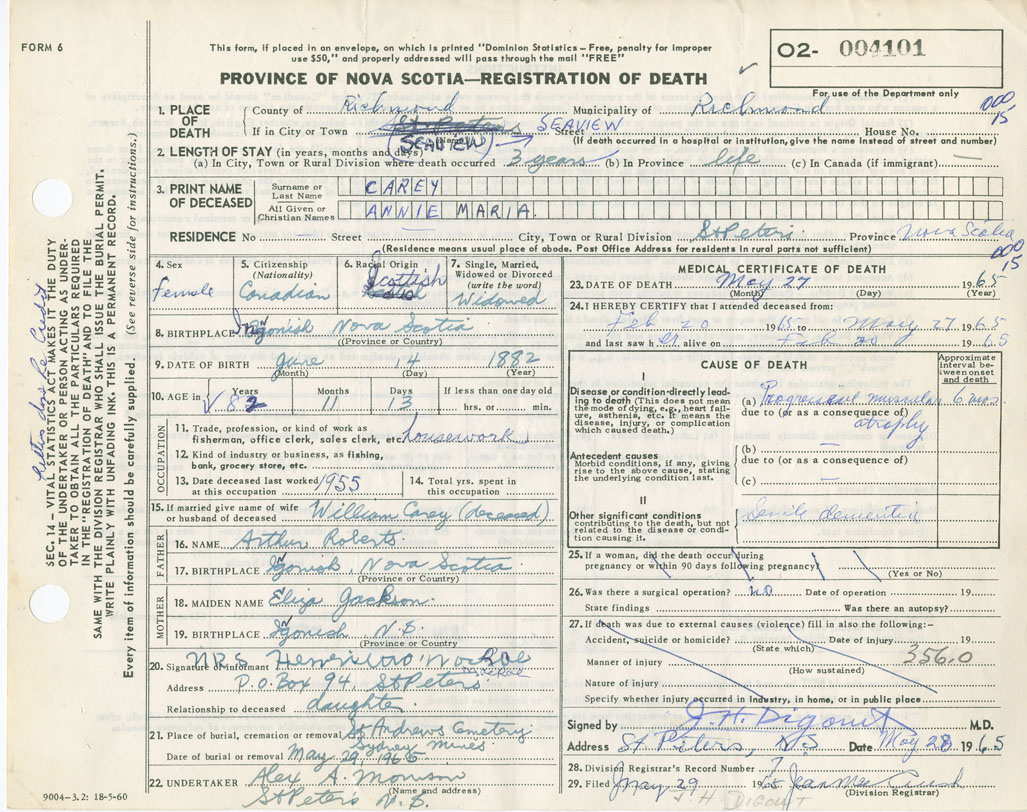 FORM 6
This form, if placed in an envelope, on which is printed "Dominion Statistics – Free, penalty for improper
use $50," and properly addressed will pass through the mail "FREE"
O2- 004101
PROVINCE OF NOVA SCOTIA—REGISTRATION OF DEATH
For use of the Department only
1. PLACE OF DEATH County of Richmond Municipality of Richmond
If in City or Town St Peters SEAVIEW Street House No.
(Name) (If death occurred in a hospital or institution, give the name instead of street and number)
(SEAVIEW)
000
15
2. LENGTH OF STAY (in years, months and days)
(a) In City, Town or Rural Division where death occurred 3 years (b) In Province life (c) In Canada (if immigrant) —
3. PRINT NAME OF DECEASED
Surname or Last Name CAREY
All Given or Christian Names ANNIE MARIA
RESIDENCE No — Street — City, Town or Rural Division St Peters Province Nova Scotia
(Residence means usual place of abode. Post Office Address for residents in rural parts not sufficient)
000
15
4. Sex Female
5. Citizenship (Nationality) Canadian
6. Racial Origin Scottish
7. Single, Married, Widowed or Divorced (write the word) Widowed
8. BIRTHPLACE Ingonish Nova Scotia
(Province or Country)
9. DATE OF BIRTH June 14 1882
(Month) (Day) (Year)
10. AGE in Years 82 Months 11 Days 13 If less than one day old hrs. or min.
OCCUPATION
11. Trade, profession, or kind of work as fisherman, office clerk, sales clerk, etc. housework
12. Kind of industry or business, as fishing, bank, grocery store, etc.
13. Date deceased last worked at this occupation 1955
14. Total yrs. spent in this occupation
15. If married give name of wife or husband of deceased William Carey (deceased)
FATHER
16. NAME Arthur Roberts
17. BIRTHPLACE Ingonish Nova Scotia
(Province or Country)
MOTHER
18. MAIDEN NAME Eliza Jackson
19. BIRTHPLACE Ingonish N.S.
(Province or Country)
20. Signature of informant MRS
Address P.O. Box 94, St Peters
Relationship to deceased daughter
21. Place of burial, cremation or removal St Andrews Cemetery
Sydney Mines
Date of burial or removal May 29, 1965
22. UNDERTAKER Alex A. Morrison
(Name and address)
St Peters N.S.
9004-3.2: 18-5-60
MEDICAL CERTIFICATE OF DEATH
23. DATE OF DEATH May 27 1965
(Month) (Day) (Year)
24. I HEREBY CERTIFY that I attended deceased from:
Feb 20 1965 to May 27 1965
and last saw her alive on Feb 20 1965
CAUSE OF DEATH
Approximate interval between onset and death
I
Disease or condition directly leading to death (This does not mean the mode of dying, e.g., heart failure, asthenia, etc. It means the disease, injury, or complication which caused death.)
(a) Progressive muscular 6 mos.
due to (or as a consequence of)
atrophy
Antecedent causes
Morbid conditions, if any, giving rise to the above cause, stating the underlying condition last.
(b) —
due to (or as a consequence of)
(c) —
II
Other significant conditions contributing to the death, but not related to the disease or condition causing it.
Senile dementia
25. If a woman, did the death occur during
pregnancy or within 90 days following pregnancy?
(Yes or No)
26. Was there a surgical operation? no Date of operation 19
State findings Was there an autopsy?
27. If death was due to external causes (violence) fill in also the following:-
Accident, suicide or homicide? Date of injury 19
(State which)
356.0
Manner of injury
(How sustained)
Nature of injury
Specify whether injury occurred in industry, in home, or in public place
Signed by J. H. Digout M.D.
Address St Peters, NS Date May 28 1965
28. Division Registrar's Record Number 7
29. Filed May 29 1965
(Division Registrar)
J H DIGOUT
SEC. 14 – VITAL STATISTICS ACT MAKES IT THE DUTY
OF THE UNDERTAKER OR PERSON ACTING AS UNDER-
TAKER TO OBTAIN ALL THE PARTICULARS REQUIRED
IN THE "REGISTRATION OF DEATH" AND TO FILE THE
SAME WITH THE DIVISION REGISTRAR WHO SHALL ISSUE THE BURIAL PERMIT.
WRITE PLAINLY WITH UNFADING INK. THIS IS A PERMANENT RECORD.
Every item of information should be carefully supplied. (See reverse side for instructions.)